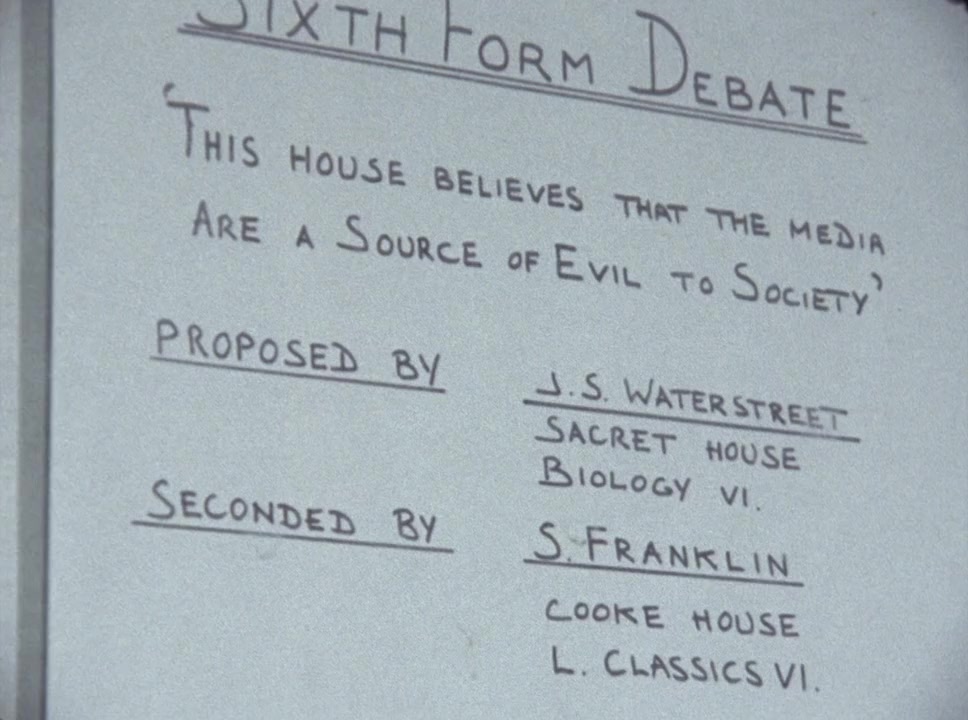 SIXTH FORM DEBATE
'THIS HOUSE BELIEVES THAT THE MEDIA
ARE A SOURCE OF EVIL TO SOCIETY'
PROPOSED BY
J.S. WATERSTREET
SACRET HOUSE
BIOLOGY VI.
SECONDED BY
S. FRANKLIN
COOKE HOUSE
L. CLASSICS VI.